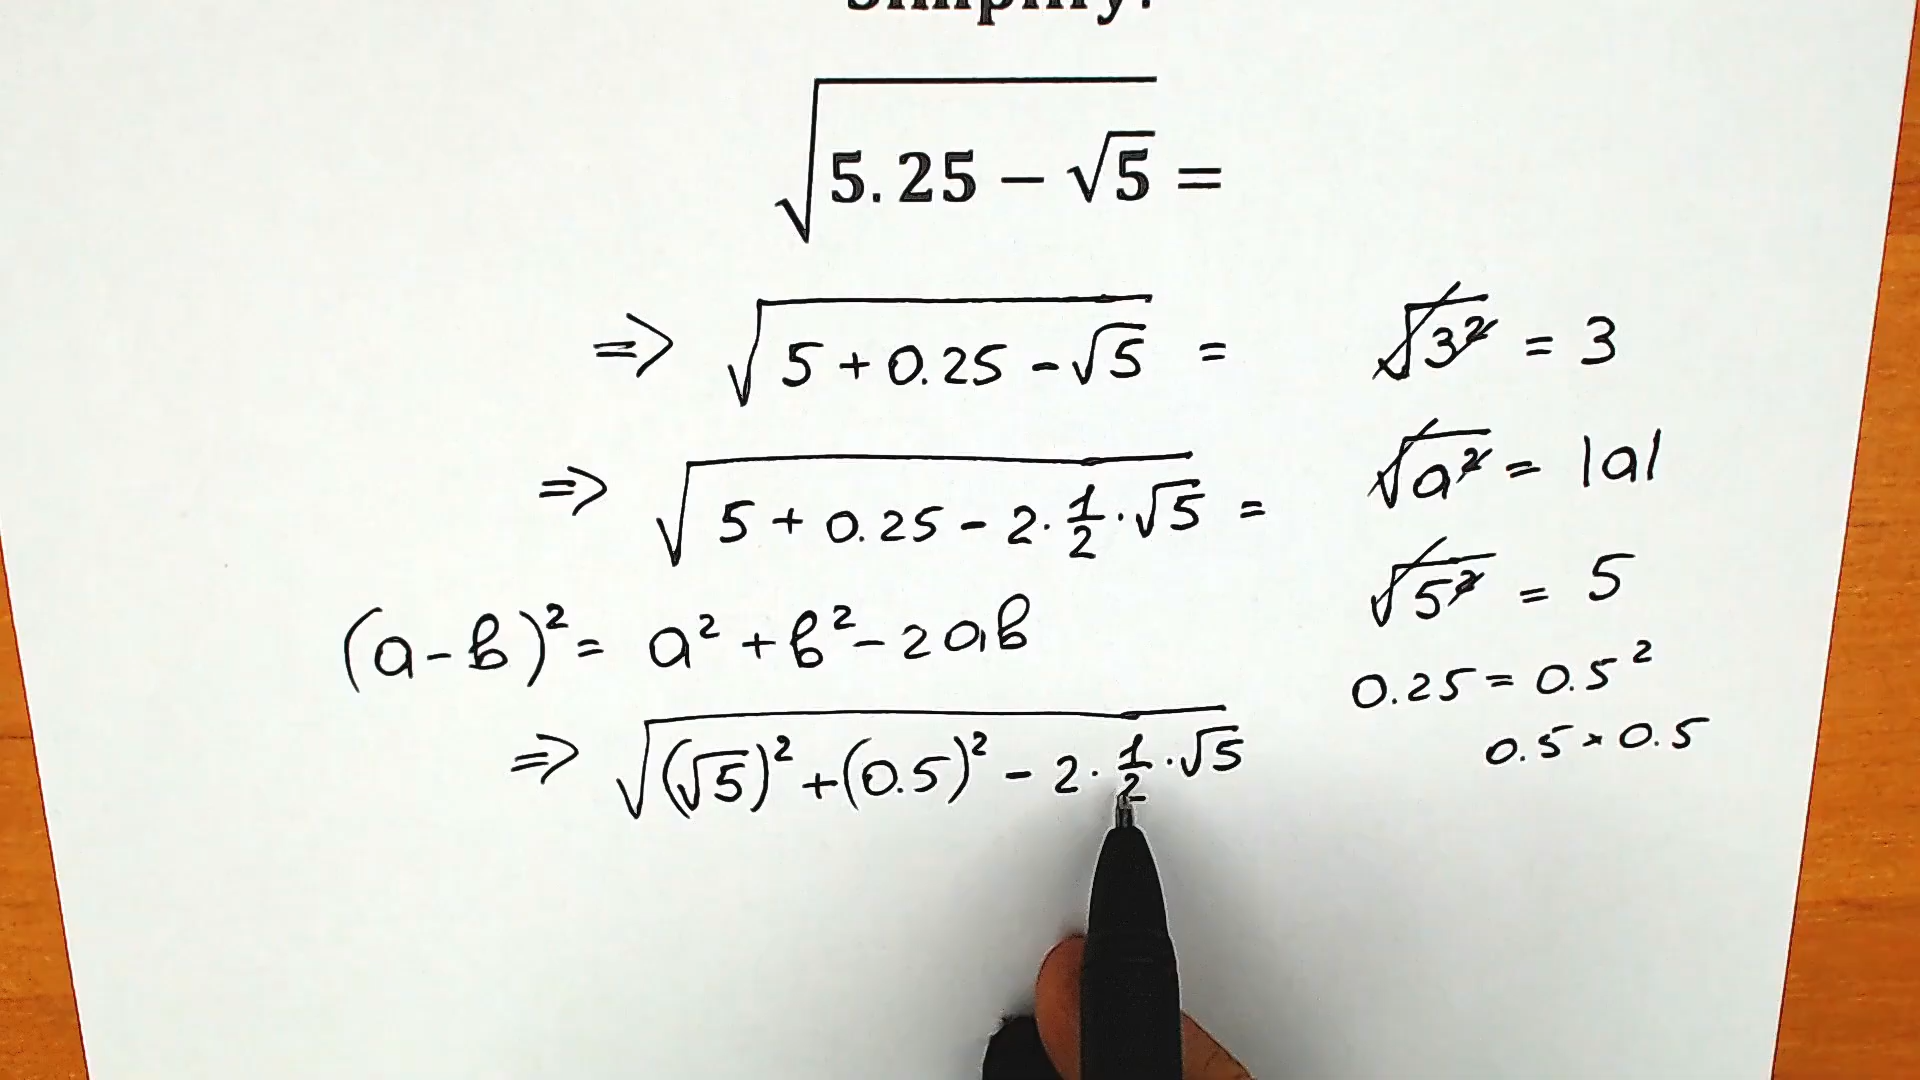 Simplify:
√(5.25 − √5) =
=> √(5 + 0.25 - √5) =
√3² = 3
=> √(5 + 0.25 - 2 · 1/2 · √5) =
√a² = |a|
√5² = 5
(a - b)² = a² + b² - 2ab
0.25 = 0.5²
0.5 × 0.5
=> √((√5)² + (0.5)² - 2 · 1/2 · √5)